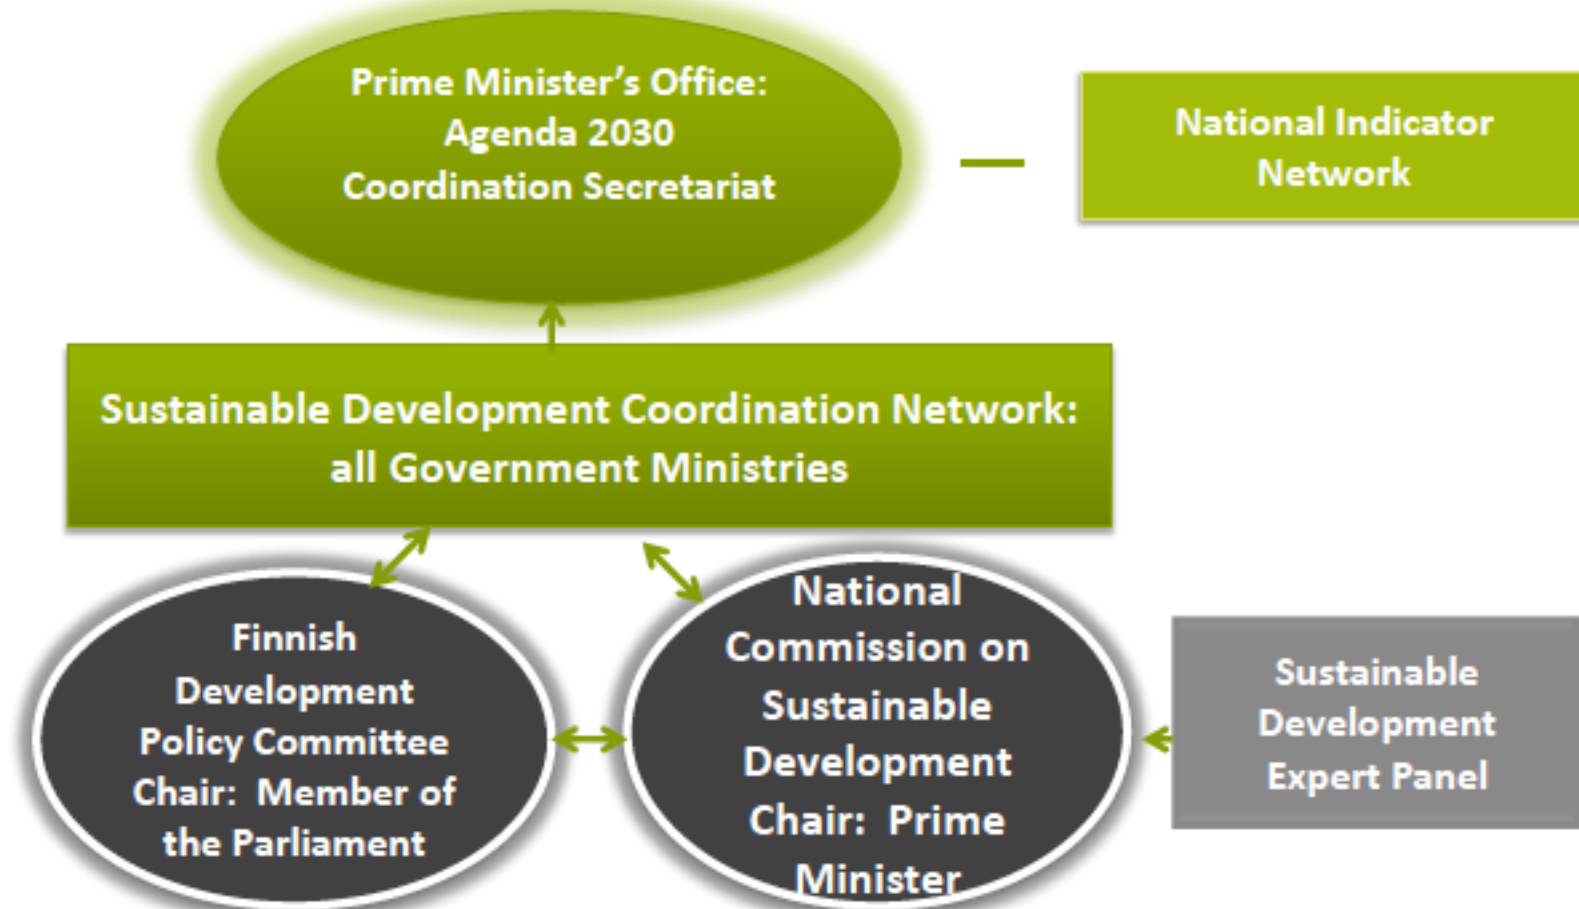 Prime Minister's Office:
Agenda 2030
Coordination Secretariat
National Indicator
Network
Sustainable Development Coordination Network:
all Government Ministries
Finnish
Development
Policy Committee
Chair: Member of
the Parliament
National
Commission on
Sustainable
Development
Chair: Prime
Minister
Sustainable
Development
Expert Panel